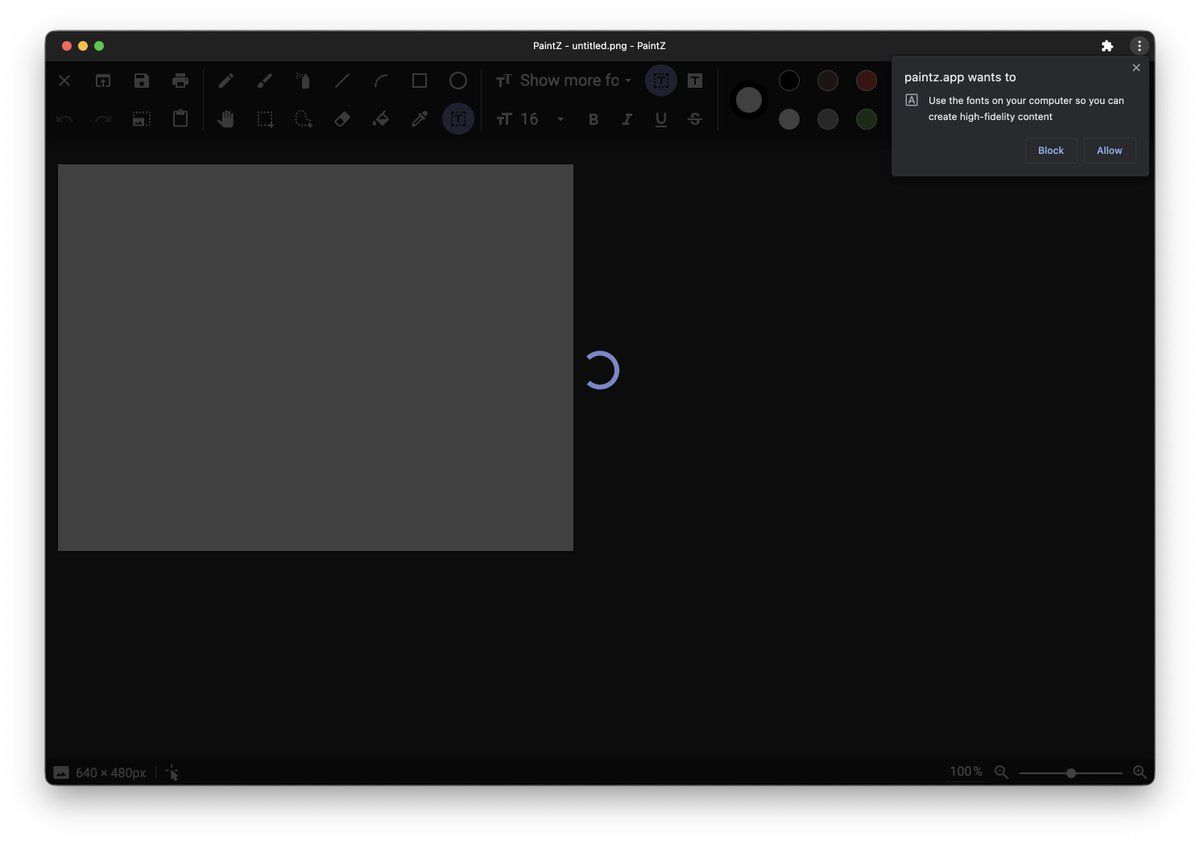 PaintZ - untitled.png - PaintZ
paintz.app wants to
Use the fonts on your computer so you can
create high-fidelity content
Block
Allow
Show more fo
16
B I U S
640 × 480px
100%